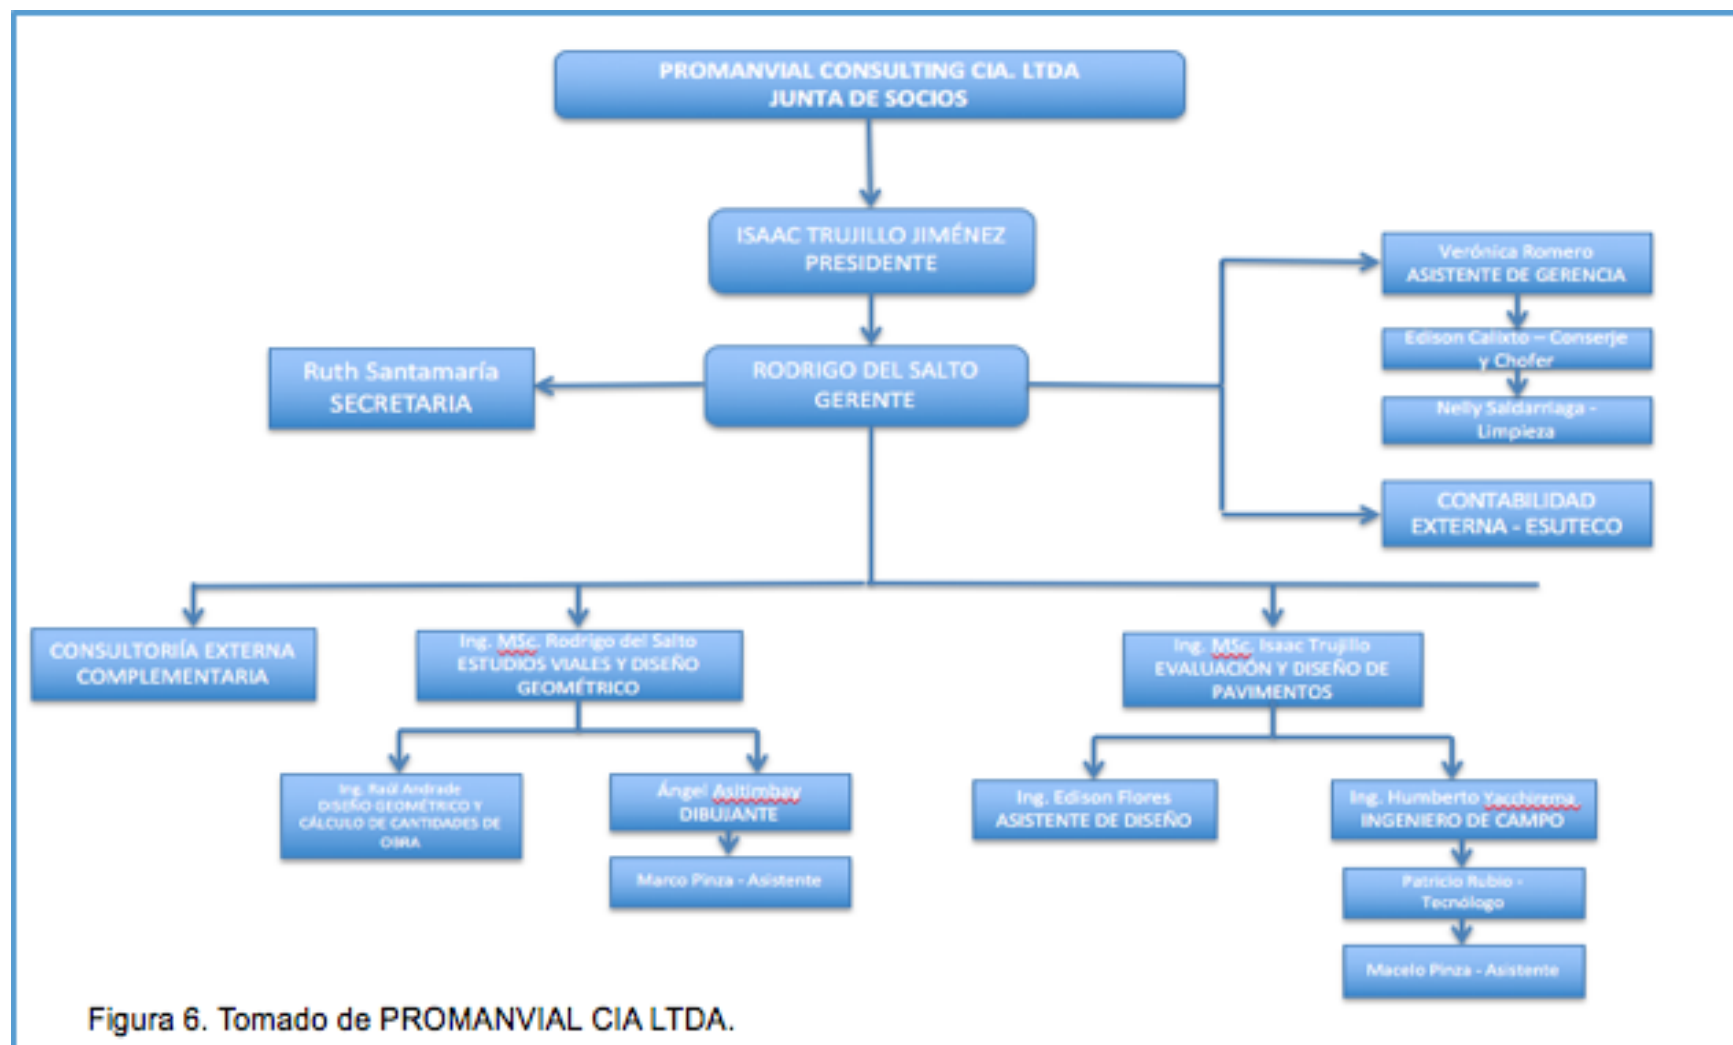 PROMANVIAL CONSULTING CIA. LTDA
JUNTA DE SOCIOS
ISAAC TRUJILLO JIMÉNEZ
PRESIDENTE
Verónica Romero
ASISTENTE DE GERENCIA
Edison Calixto – Conserje
y Chofer
Nelly Saldarriaga -
Limpieza
Ruth Santamaría
SECRETARIA
RODRIGO DEL SALTO
GERENTE
CONTABILIDAD
EXTERNA - ESUTECO
CONSULTORIÍA EXTERNA
COMPLEMENTARIA
Ing. MSc. Rodrigo del Salto
ESTUDIOS VIALES Y DISEÑO
GEOMÉTRICO
Ing. MSc. Isaac Trujillo
EVALUACIÓN Y DISEÑO DE
PAVIMENTOS
Ing. Raúl Andrade
DISEÑO GEOMÉTRICO Y
CÁLCULO DE CANTIDADES DE
OBRA
Ángel Asitimbay
DIBUJANTE
Marco Pinza - Asistente
Ing. Edison Flores
ASISTENTE DE DISEÑO
Ing. Humberto Yacchirema
INGENIERO DE CAMPO
Patricio Rubio -
Tecnólogo
Macelo Pinza - Asistente
Figura 6. Tomado de PROMANVIAL CIA LTDA.